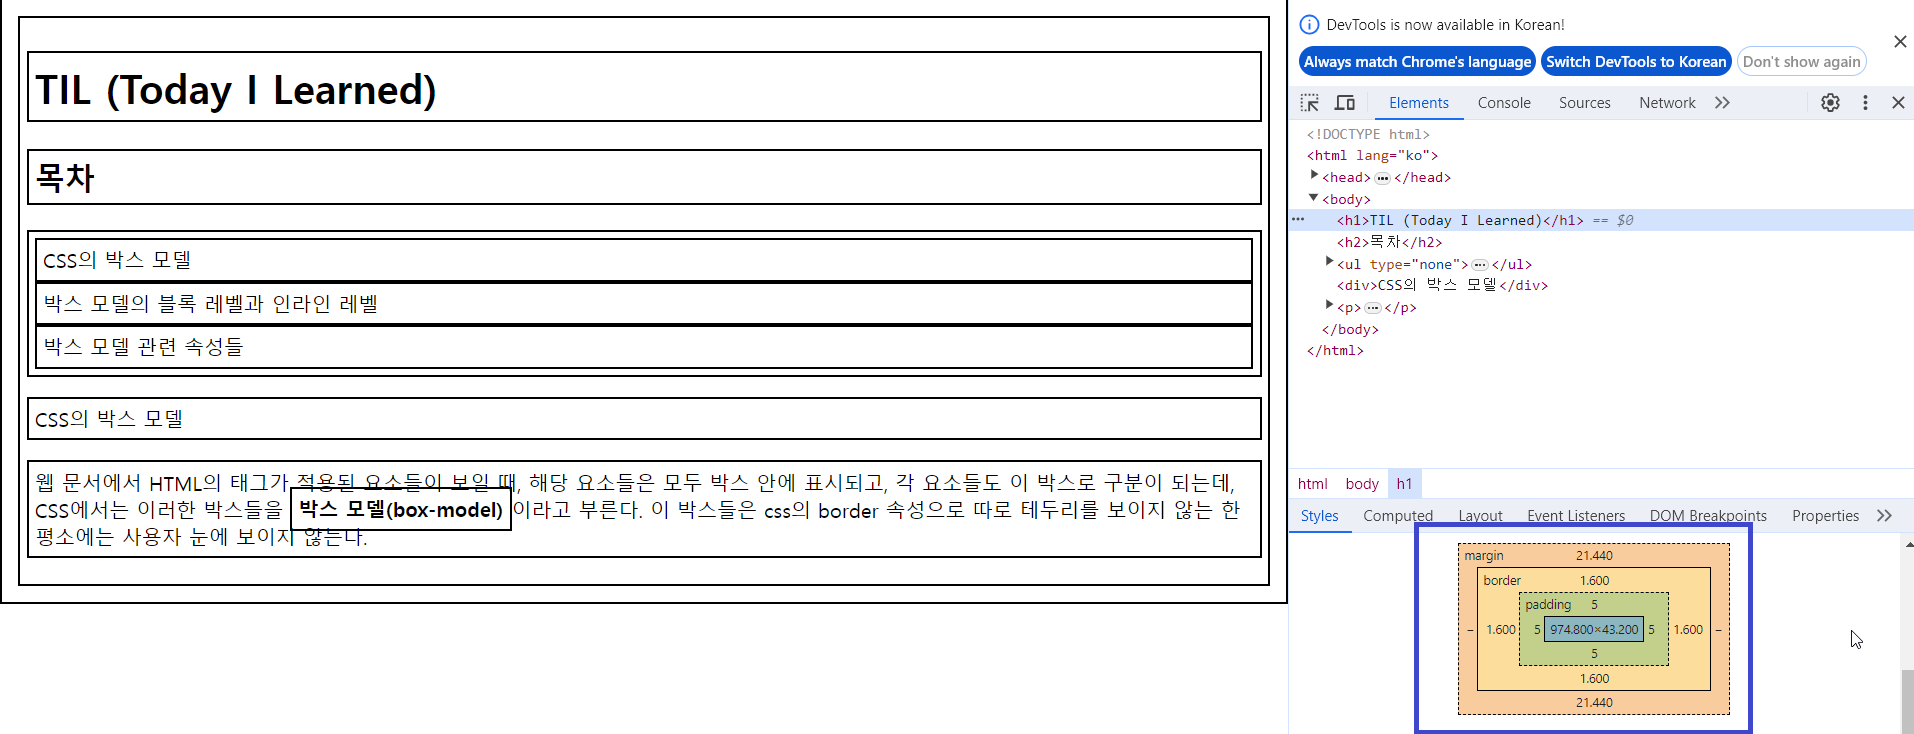 TIL (Today I Learned)
목차
CSS의 박스 모델
박스 모델의 블록 레벨과 인라인 레벨
박스 모델 관련 속성들
CSS의 박스 모델
웹 문서에서 HTML의 태그가 적용된 요소들이 보일 때, 해당 요소들은 모두 박스 안에 표시되고, 각 요소들도 이 박스로 구분이 되는데,
CSS에서는 이러한 박스들을 박스 모델(box-model) 이라고 부른다. 이 박스들은 css의 border 속성으로 따로 테두리를 보이지 않는 한
평소에는 사용자 눈에 보이지 않는다.
DevTools is now available in Korean!
Always match Chrome's language Switch DevTools to Korean Don't show again
Elements Console Sources Network
<!DOCTYPE html>
<html lang="ko">
<head>…</head>
<body>
<h1>TIL (Today I Learned)</h1> == $0
<h2>목차</h2>
<ul type="none">…</ul>
<div>CSS의 박스 모델</div>
<p>…</p>
</body>
</html>
html body h1
Styles Computed Layout Event Listeners DOM Breakpoints Properties
margin 21.440
border 1.600
padding 5
– 1.600 5 974.800×43.200 5 1.600 –
5
1.600
21.440